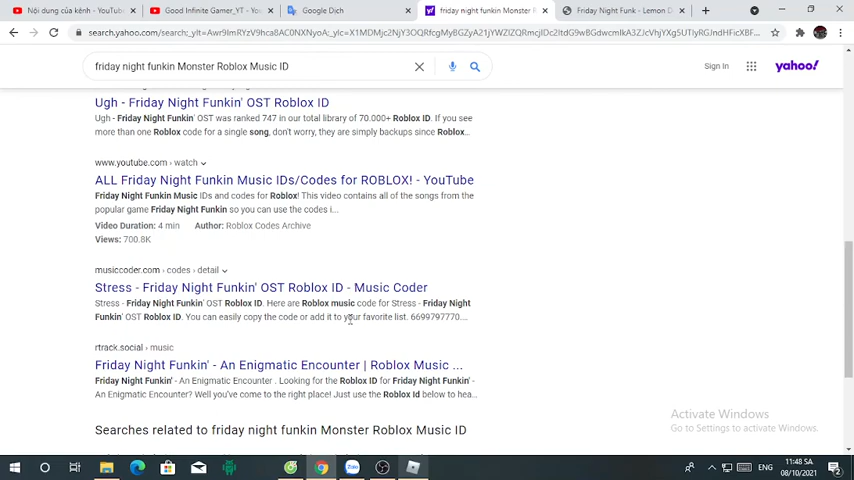 Nội dung của kênh - YouTub
Good Infinite Gamer_YT - Yo
Google Dịch
friday night funkin Monster R
Friday Night Funk - Lemon D
search.yahoo.com/search;_ylt=
friday night funkin Monster Roblox Music ID
Sign In
yahoo!
Ugh - Friday Night Funkin' OST Roblox ID
Ugh - Friday Night Funkin' OST was ranked 747 in our total library of 70.000+ Roblox ID. If you see
more than one Roblox code for a single song, don't worry, they are simply backups since Roblox...
www.youtube.com › watch
ALL Friday Night Funkin Music IDs/Codes for ROBLOX! - YouTube
Friday Night Funkin Music IDs and codes for Roblox! This video contains all of the songs from the
popular game Friday Night Funkin so you can use the codes i...
Video Duration: 4 min Author: Roblox Codes Archive
Views: 700.8K
musiccoder.com › codes › detail
Stress - Friday Night Funkin' OST Roblox ID - Music Coder
Stress - Friday Night Funkin' OST Roblox ID. Here are Roblox music code for Stress - Friday Night
Funkin' OST Roblox ID. You can easily copy the code or add it to your favorite list. 6699797770....
rtrack.social › music
Friday Night Funkin' - An Enigmatic Encounter | Roblox Music ...
Friday Night Funkin' - An Enigmatic Encounter . Looking for the Roblox ID for Friday Night Funkin' -
An Enigmatic Encounter? Well you've come to the right place! Just use the Roblox Id below to hea...
Searches related to friday night funkin Monster Roblox Music ID
Activate Windows
Go to Settings to activate Windows.
Zalo
ENG
11:48 SA
08/10/2021
2